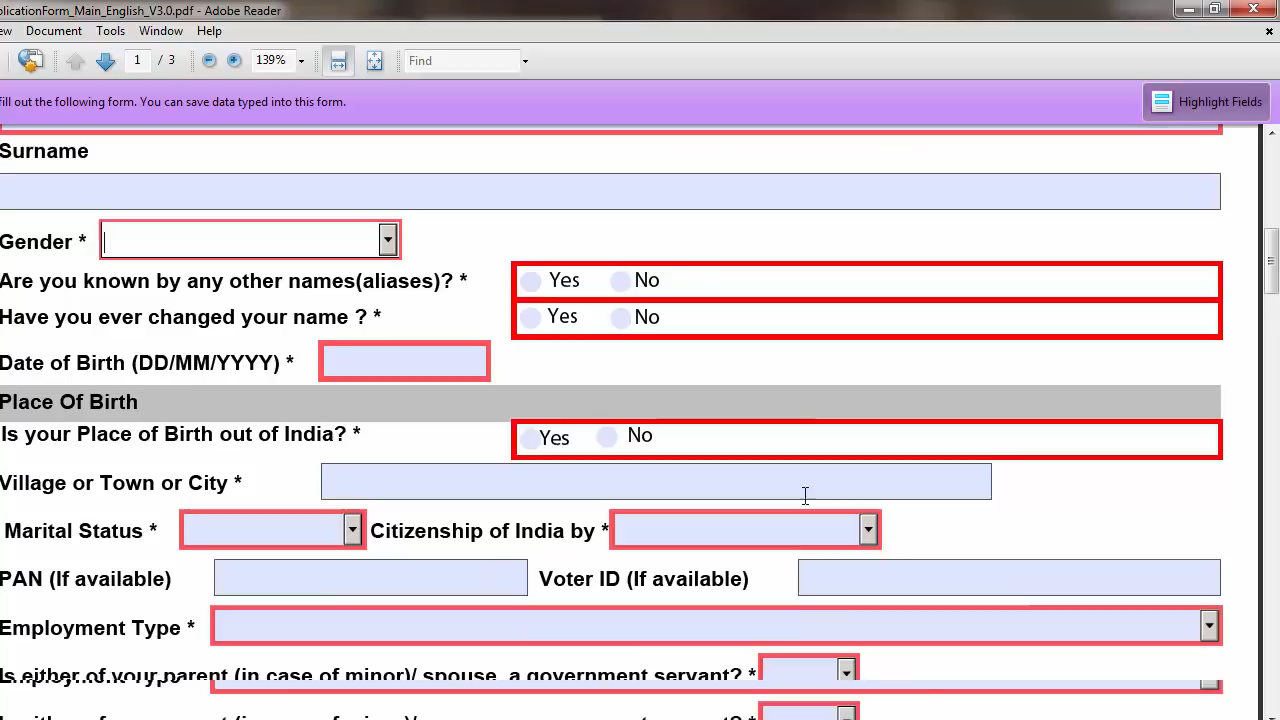 plicationForm_Main_English_V3.0.pdf - Adobe Reader
ew Document Tools Window Help
1 / 3 139% Find
fill out the following form. You can save data typed into this form. Highlight Fields
Surname
Gender *
Are you known by any other names(aliases)? * Yes No
Have you ever changed your name ? * Yes No
Date of Birth (DD/MM/YYYY) *
Place Of Birth
Is your Place of Birth out of India? * Yes No
Village or Town or City *
Marital Status * Citizenship of India by *
PAN (If available) Voter ID (If available)
Employment Type *
Is either of your parent (in case of minor)/ spouse, a government servant? *